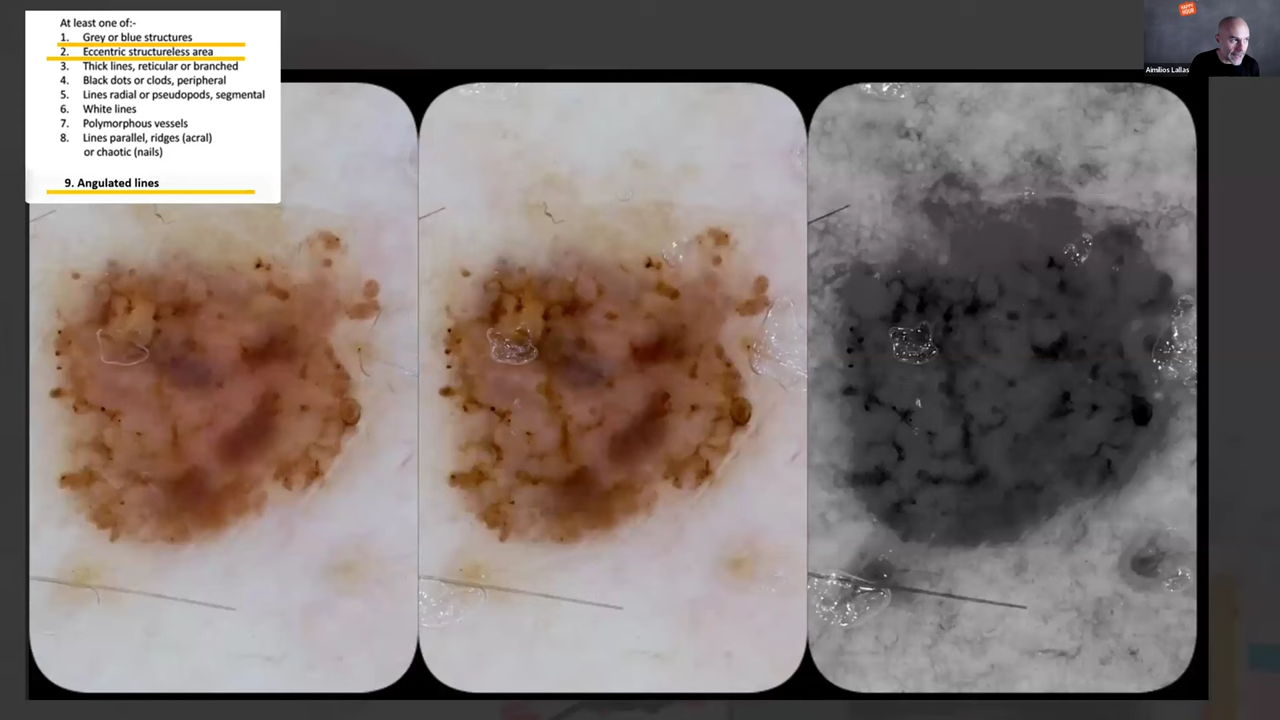 At least one of:-
1. Grey or blue structures
2. Eccentric structureless area
3. Thick lines, reticular or branched
4. Black dots or clods, peripheral
5. Lines radial or pseudopods, segmental
6. White lines
7. Polymorphous vessels
8. Lines parallel, ridges (acral)
or chaotic (nails)
9. Angulated lines
HAPPY
HOUR
Aimilios Lallas